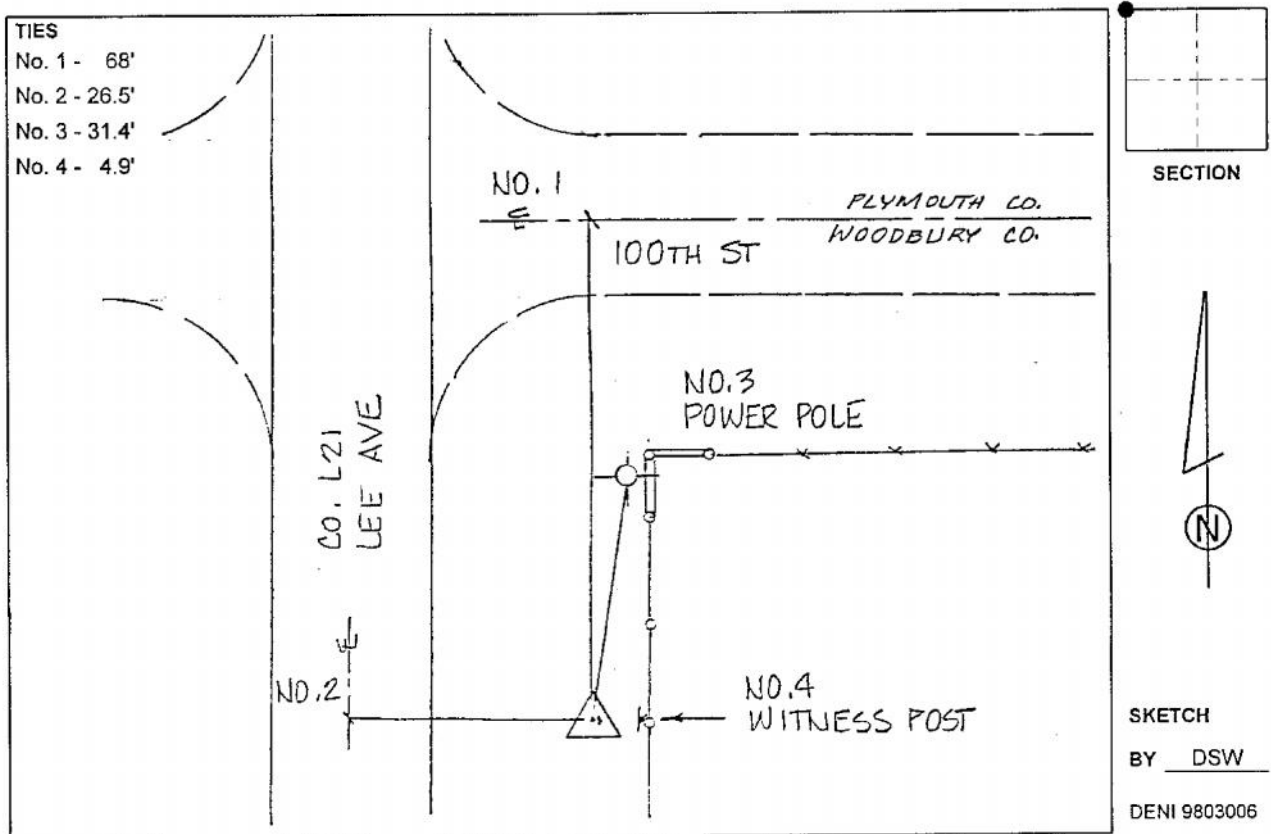 TIES
No. 1 - 68'
No. 2 - 26.5'
No. 3 - 31.4'
No. 4 - 4.9'
NO. 1
PLYMOUTH CO.
WOODBURY CO.
100TH ST
NO.3
POWER POLE
CO. L21
LEE AVE
NO.2
NO.4
WITNESS POST
SECTION
N
SKETCH
BY DSW
DENI 9803006